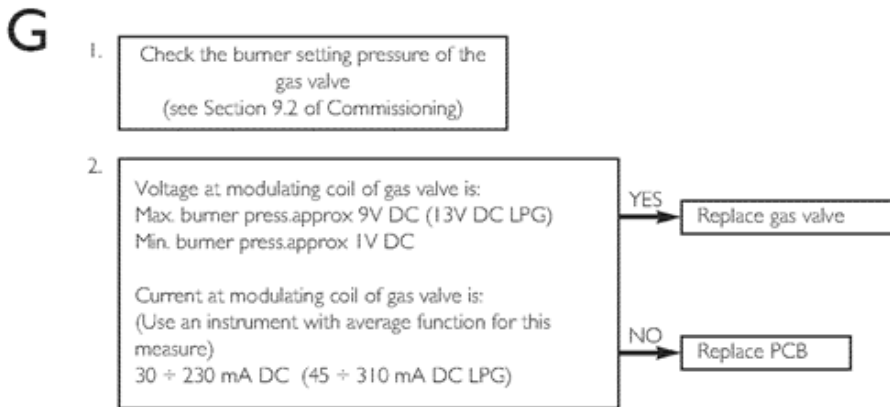 G
1.
Check the burner setting pressure of the
gas valve
(see Section 9.2 of Commissioning)
2.
Voltage at modulating coil of gas valve is:
Max. burner press.approx 9V DC (13V DC LPG)
Min. burner press.approx 1V DC
Current at modulating coil of gas valve is:
(Use an instrument with average function for this
measure)
30 ÷ 230 mA DC (45 ÷ 310 mA DC LPG)
YES
Replace gas valve
NO
Replace PCB